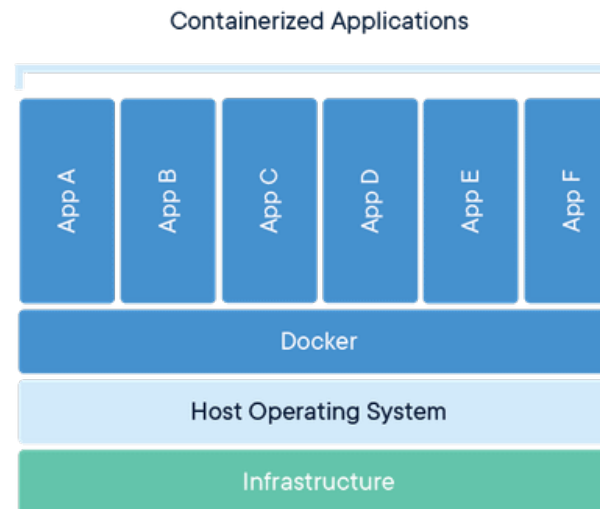 Containerized Applications
App A
App B
App C
App D
App E
App F
Docker
Host Operating System
Infrastructure